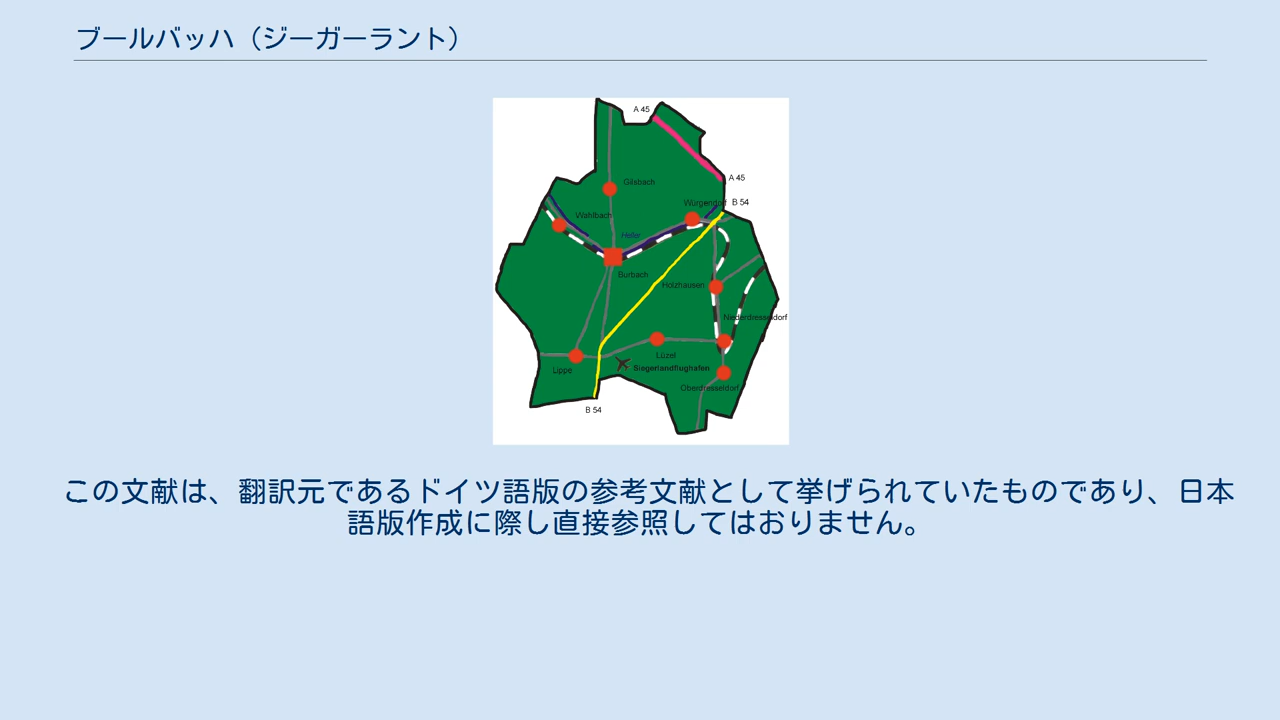 ブールバッハ（ジーガーラント）
A 45
A 45
Gilsbach
Würgendorf
B 54
Wahlbach
Heller
Burbach
Holzhausen
Niederdresselndorf
Lüzel
Lippe
Siegerlandflughafen
Oberdresselndorf
B 54
この文献は、翻訳元であるドイツ語版の参考文献として挙げられていたものであり、日本
語版作成に際し直接参照してはおりません。